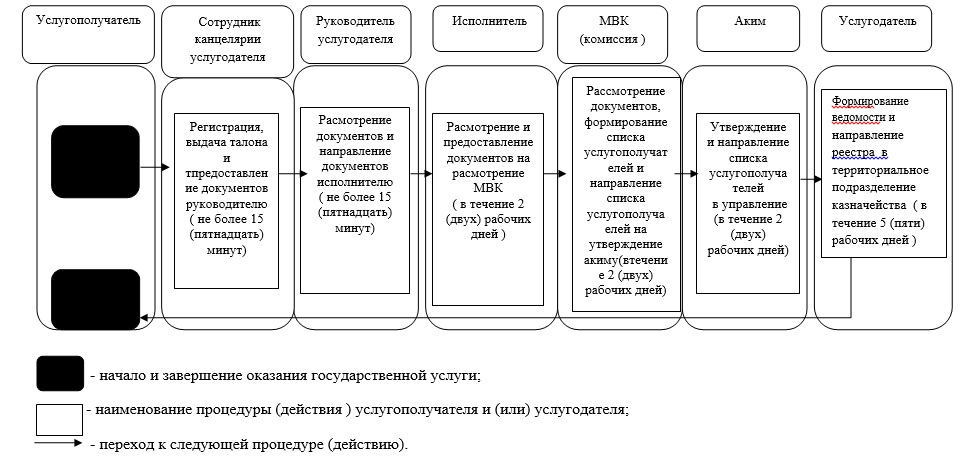 Услугополучатель
Сотрудник
канцелярии
услугодателя
Руководитель
услугодателя
Исполнитель
МВК
(комиссия )
Аким
Услугодатель
Регистрация,
выдача талона
и
тпредоставлен
ие документов
руководителю
( не более 15
(пятнадцать)
минут)
Расмотрение
документов и
направление
документов
исполнителю
( не более 15
(пятнадцать)
минут)
Расмотрение и
предоставление
документов на
расмотрение
МВК
( в течение 2
(двух) рабочих
дней )
Рассмотрение
документов,
формирование
списка
услугополучат
елей и
направление
списка
услугополуча
елей на
утверждение
акиму(втечени
е 2 (двух)
рабочих дней)
Утверждение
и направление
списка
услугополуча
телей
в управление
(в течение 2
(двух)
рабочих дней)
Формирование
ведомости и
направление
реестра в
территориальное
подразделение
казначейства ( в
течение 5 (пяти)
рабочих дней )
- начало и завершение оказания государственной услуги;
- наименование процедуры (действия ) услугополучателя и (или) услугодателя;
- переход к следующей процедуре (действию).